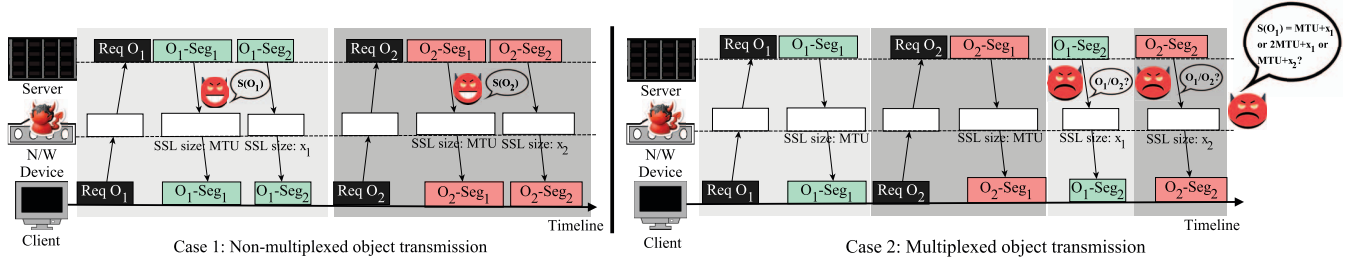 Req O1 O1-Seg1 O1-Seg2 Req O2 O2-Seg1 O2-Seg2
S(O1) S(O2)
Server
SSL size: MTU SSL size: x1 SSL size: MTU SSL size: x2
N/W
Device
Req O1 O1-Seg1 O1-Seg2 Req O2 O2-Seg1 O2-Seg2
Timeline
Client
Case 1: Non-multiplexed object transmission
Req O1 O1-Seg1 Req O2 O2-Seg1 O1-Seg2 O2-Seg2
S(O1) = MTU+x1
or 2MTU+x1 or
MTU+x2?
O1/O2? O1/O2?
Server
SSL size: MTU SSL size: MTU SSL size: x1 SSL size: x2
N/W
Device
Req O1 O1-Seg1 Req O2 O2-Seg1 O1-Seg2 O2-Seg2
Timeline
Client
Case 2: Multiplexed object transmission